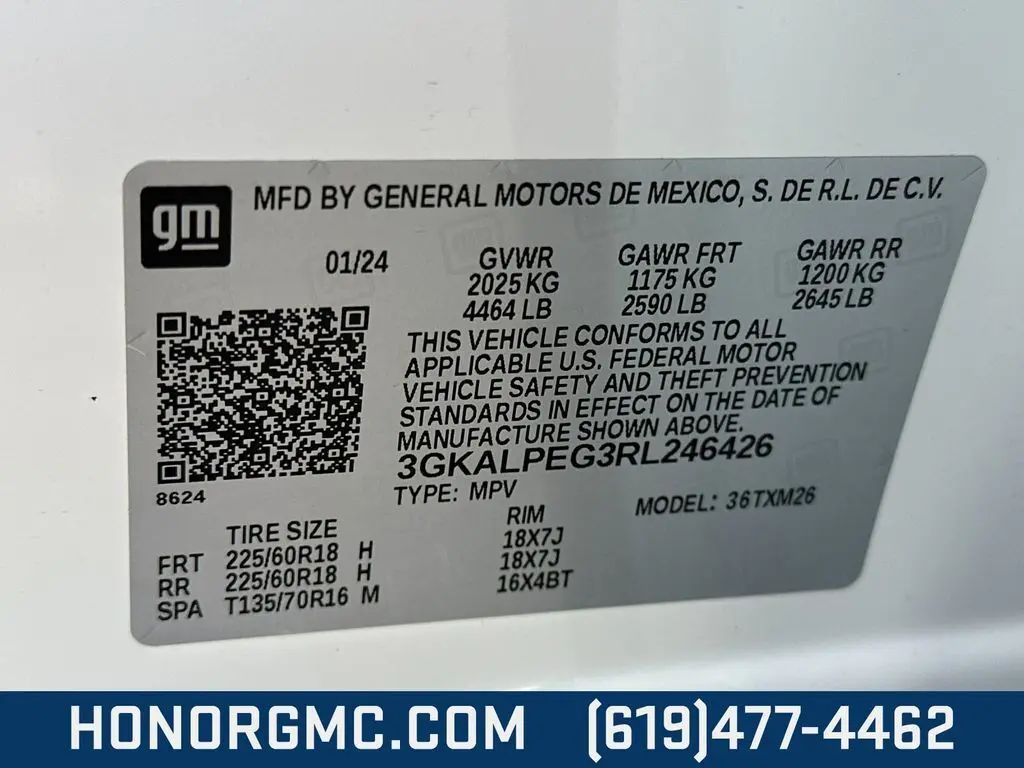 gm
MFD BY GENERAL MOTORS DE MEXICO, S. DE R.L. DE C.V.
01/24 GVWR GAWR FRT GAWR RR
2025 KG 1175 KG 1200 KG
4464 LB 2590 LB 2645 LB
THIS VEHICLE CONFORMS TO ALL
APPLICABLE U.S. FEDERAL MOTOR
VEHICLE SAFETY AND THEFT PREVENTION
STANDARDS IN EFFECT ON THE DATE OF
MANUFACTURE SHOWN ABOVE.
3GKALPEG3RL246426
8624
TYPE: MPV MODEL: 36TXM26
TIRE SIZE RIM
FRT 225/60R18 H 18X7J
RR 225/60R18 H 18X7J
SPA T135/70R16 M 16X4BT
HONORGMC.COM (619)477-4462